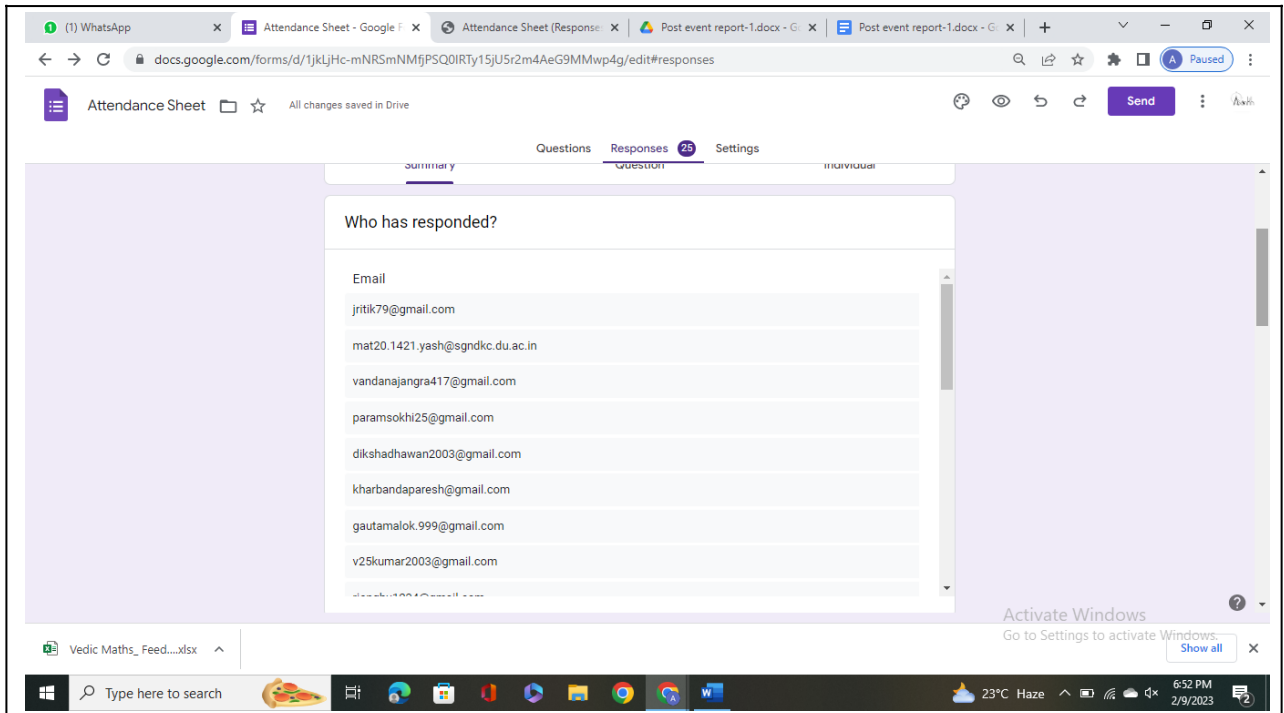 (1) WhatsApp
Attendance Sheet - Google F
Attendance Sheet (Response
Post event report-1.docx - G
Post event report-1.docx - G
docs.google.com/forms/d/1jkLjHc-mNRSmNMfjPSQ0IRTy15jU5r2m4AeG9MMwp4g/edit#responses
A Paused
Attendance Sheet
All changes saved in Drive
Send
Questions Responses 25 Settings
Summary Question Individual
Who has responded?
Email
jritik79@gmail.com
mat20.1421.yash@sgndkc.du.ac.in
vandanajangra417@gmail.com
paramsokhi25@gmail.com
dikshadhawan2003@gmail.com
kharbandaparesh@gmail.com
gautamalok.999@gmail.com
v25kumar2003@gmail.com
Activate Windows
Go to Settings to activate Windows.
Vedic Maths_ Feed....xlsx
Show all
Type here to search
23°C Haze
6:52 PM
2/9/2023
2